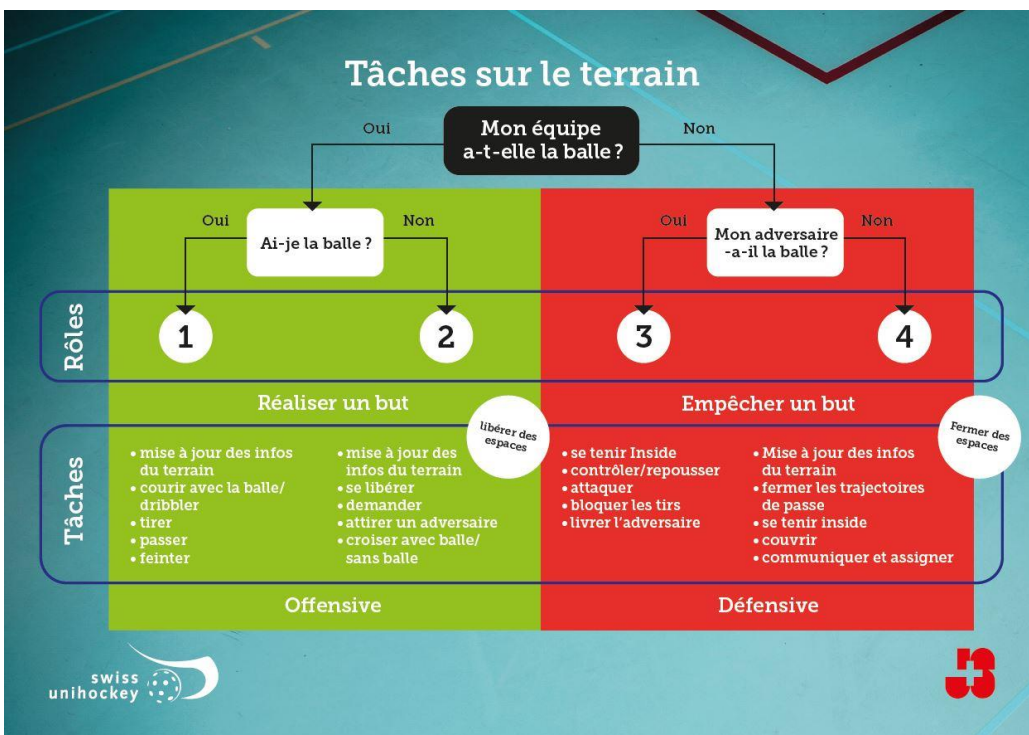 Tâches sur le terrain
Oui
Mon équipe
a-t-elle la balle ?
Non
Oui
Ai-je la balle ?
Non
Oui
Mon adversaire
-a-il la balle ?
Non
Rôles
1
2
3
4
Réaliser un but
Empêcher un but
libérer des
espaces
Fermer des
espaces
Tâches
• mise à jour des infos
du terrain
• courir avec la balle/
dribbler
• tirer
• passer
• feinter
• mise à jour des
infos du terrain
• se libérer
• demander
• attirer un adversaire
• croiser avec balle/
sans balle
• se tenir Inside
• contrôler/repousser
• attaquer
• bloquer les tirs
• livrer l'adversaire
• Mise à jour des infos
du terrain
• fermer les trajectoires
de passe
• se tenir inside
• couvrir
• communiquer et assigner
Offensive
Défensive
swiss
unihockey
JS